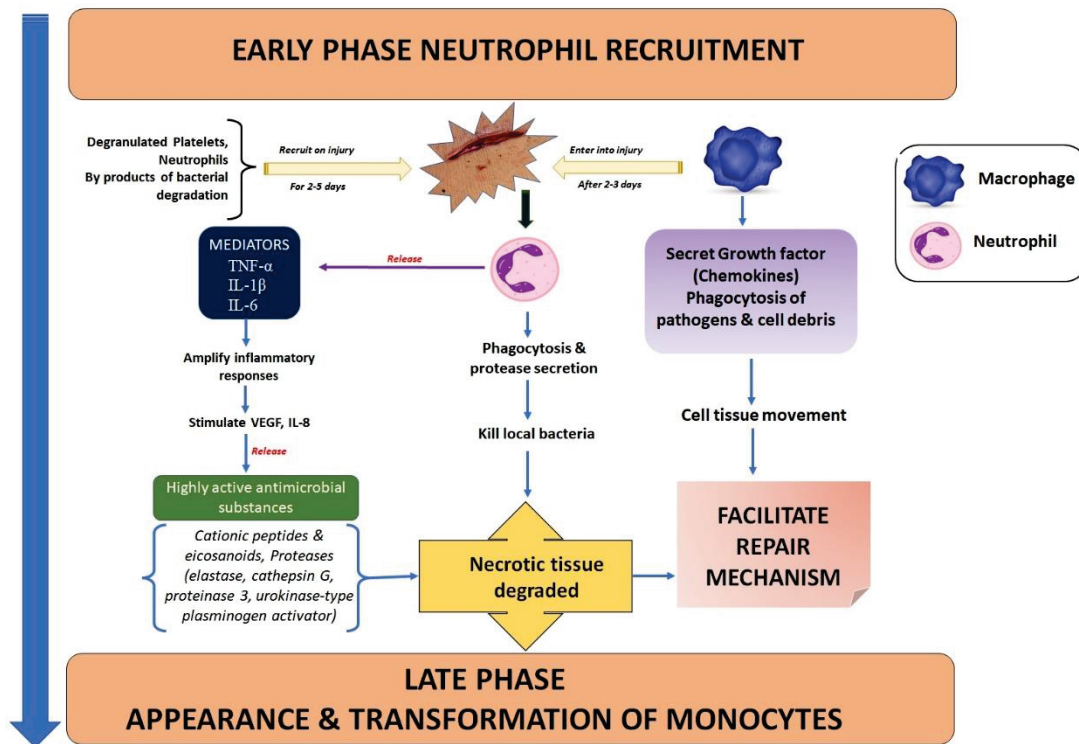 EARLY PHASE NEUTROPHIL RECRUITMENT
Degranulated Platelets,
Neutrophils
By products of bacterial
degradation
Recruit on injury
For 2-5 days
Enter into injury
After 2-3 days
Macrophage
Neutrophil
MEDIATORS
TNF-α
IL-1β
IL-6
Release
Secret Growth factor
(Chemokines)
Phagocytosis of
pathogens & cell debris
Amplify inflammatory
responses
Phagocytosis &
protease secretion
Stimulate VEGF, IL-8
Kill local bacteria
Cell tissue movement
Release
Highly active antimicrobial
substances
Cationic peptides &
eicosanoids, Proteases
(elastase, cathepsin G,
proteinase 3, urokinase-type
plasminogen activator)
Necrotic tissue
degraded
FACILITATE
REPAIR
MECHANISM
LATE PHASE
APPEARANCE & TRANSFORMATION OF MONOCYTES